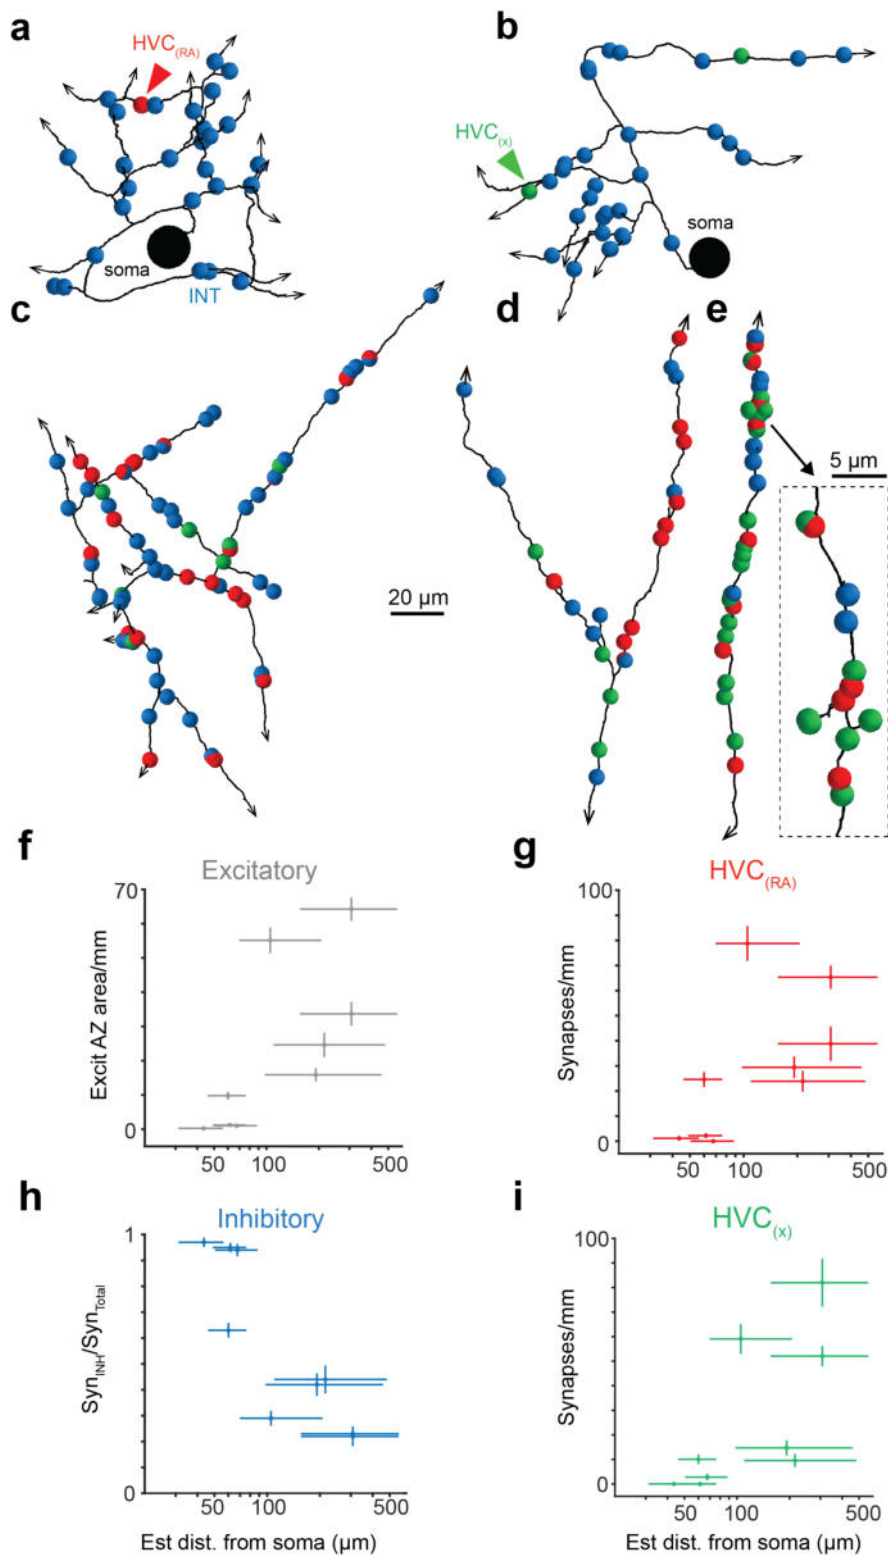 a
HVC(RA)
soma
INT
b
HVC(x)
soma
c
20 µm
d
e
5 µm
f
Excitatory
70
Excit AZ area/mm
0
50
100
500
g
HVC(RA)
100
Synapses/mm
0
50
100
500
h
Inhibitory
1
SynINH/SynTotal
0
50
100
500
Est dist. from soma (µm)
i
HVC(x)
100
Synapses/mm
0
50
100
500
Est dist. from soma (µm)